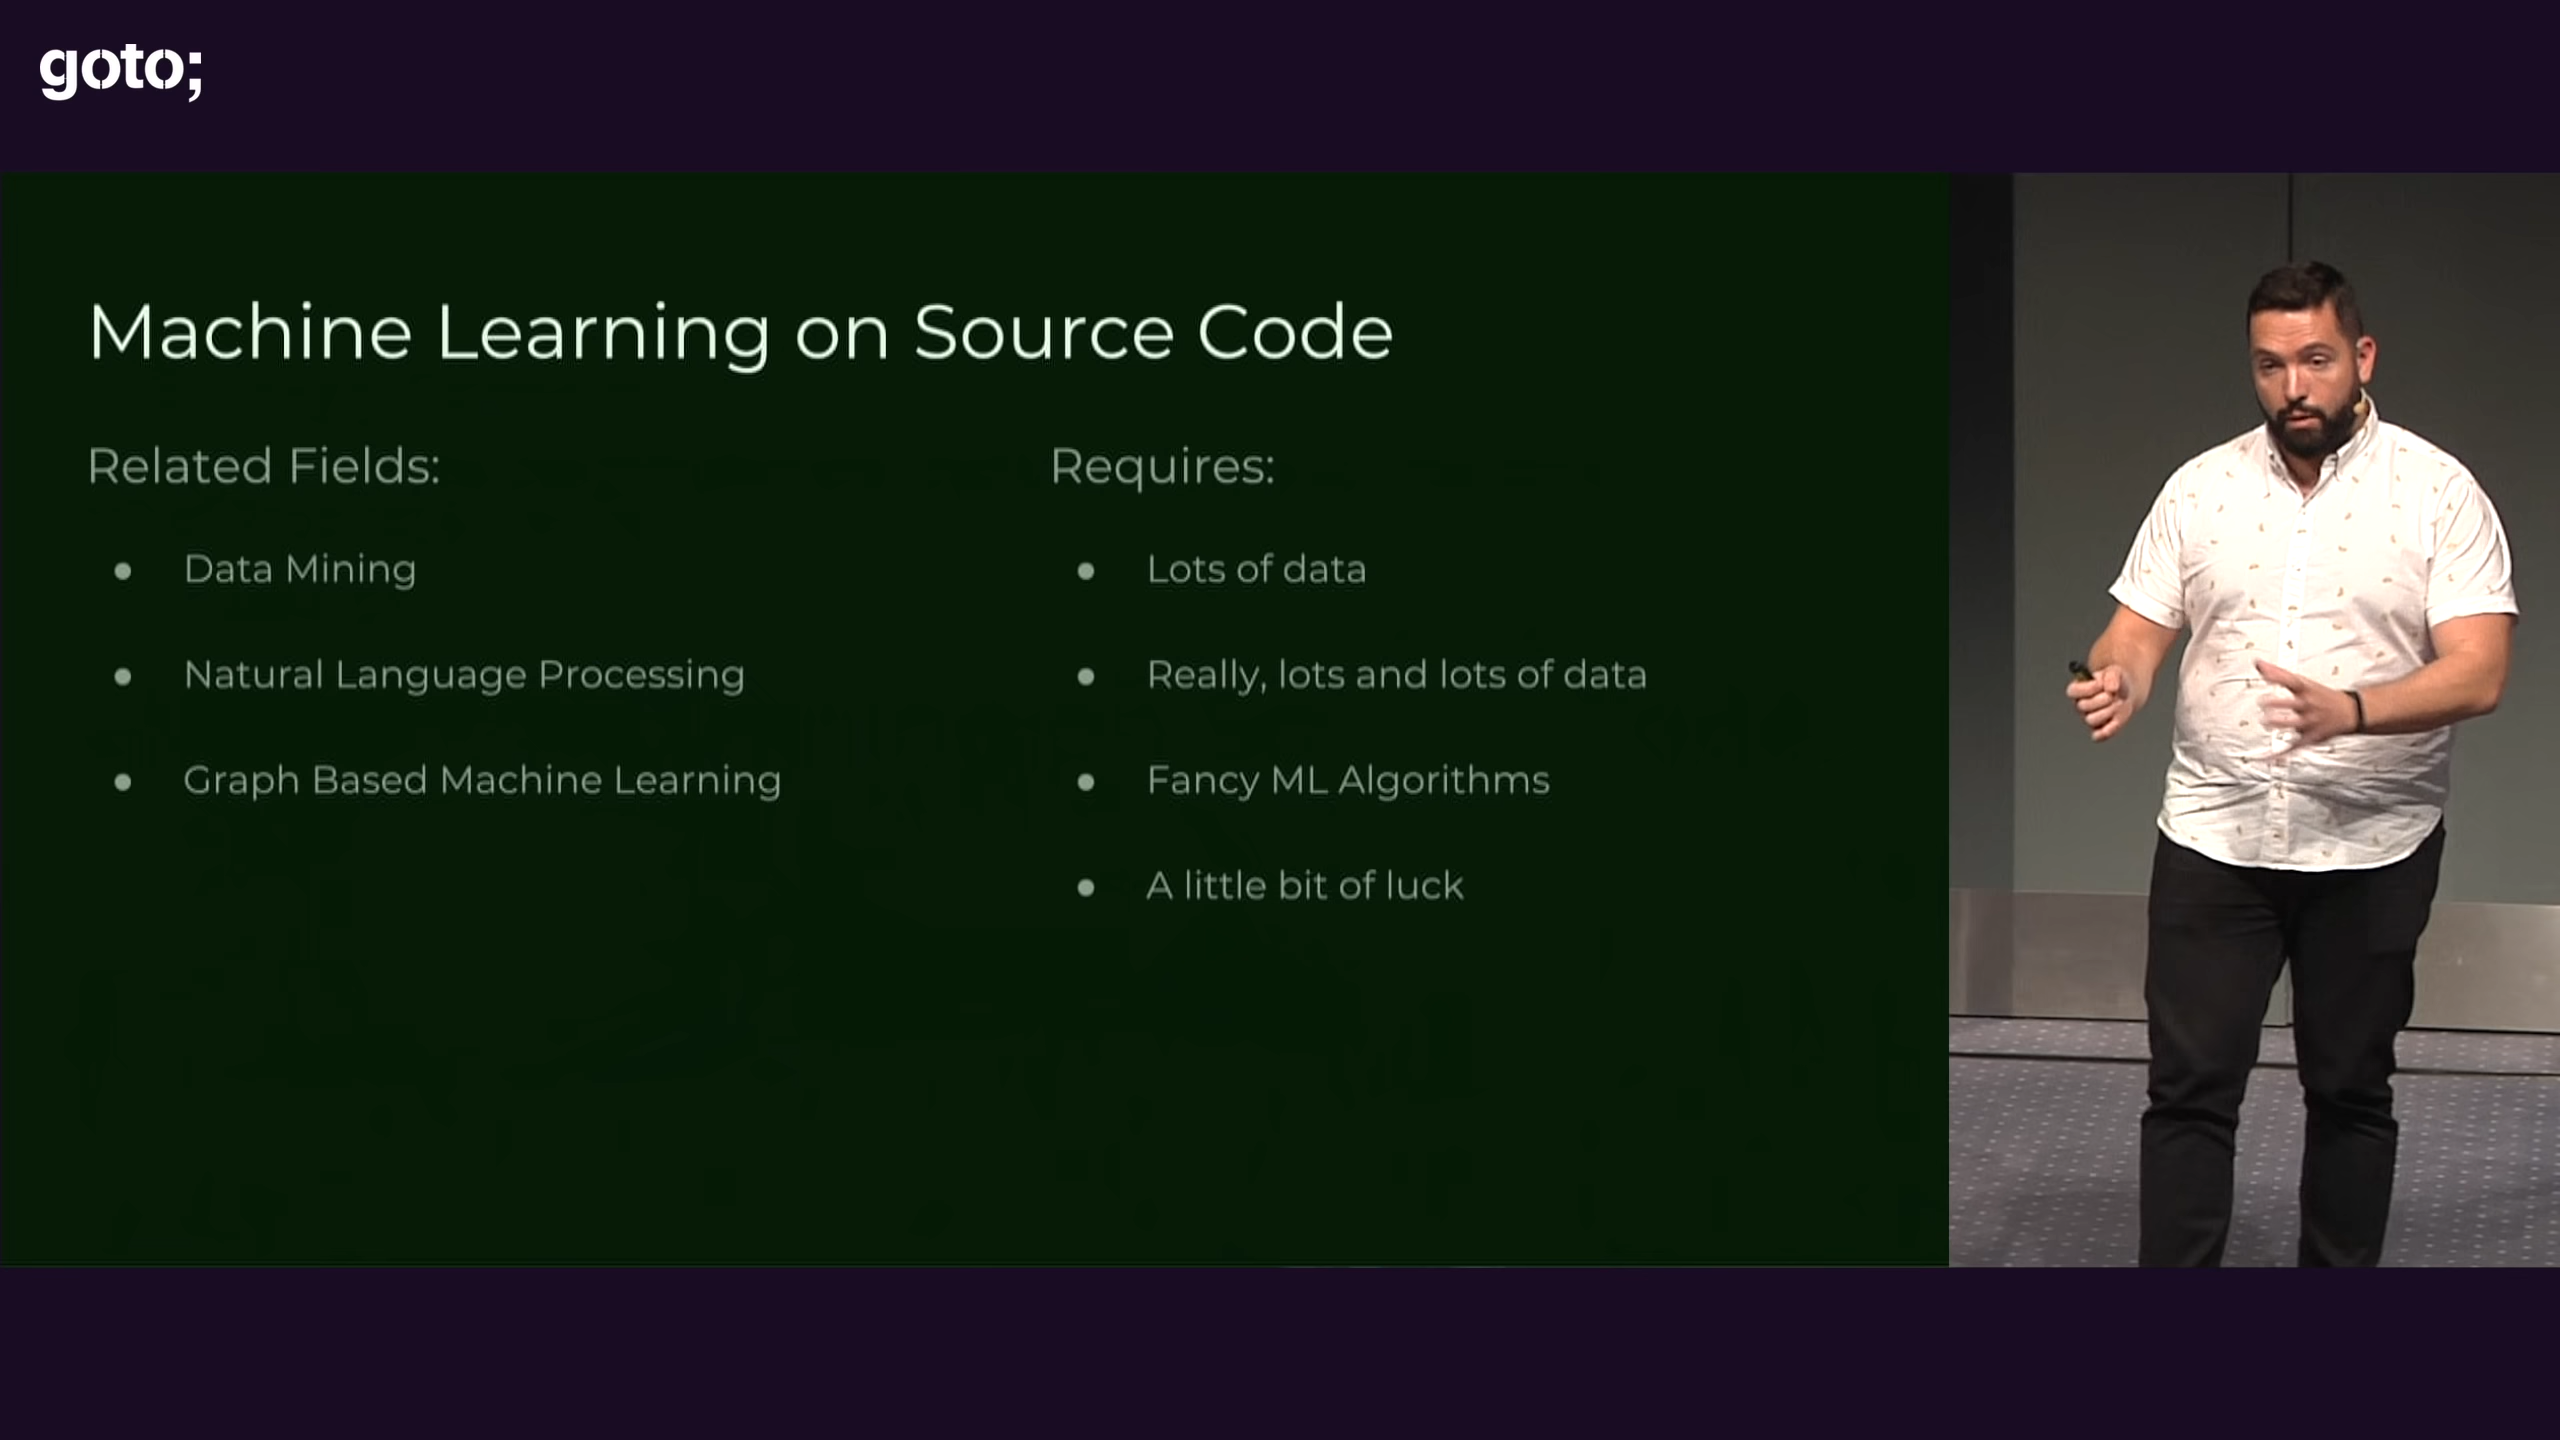 goto;
Machine Learning on Source Code
Related Fields:
● Data Mining
● Natural Language Processing
● Graph Based Machine Learning
Requires:
● Lots of data
● Really, lots and lots of data
● Fancy ML Algorithms
● A little bit of luck